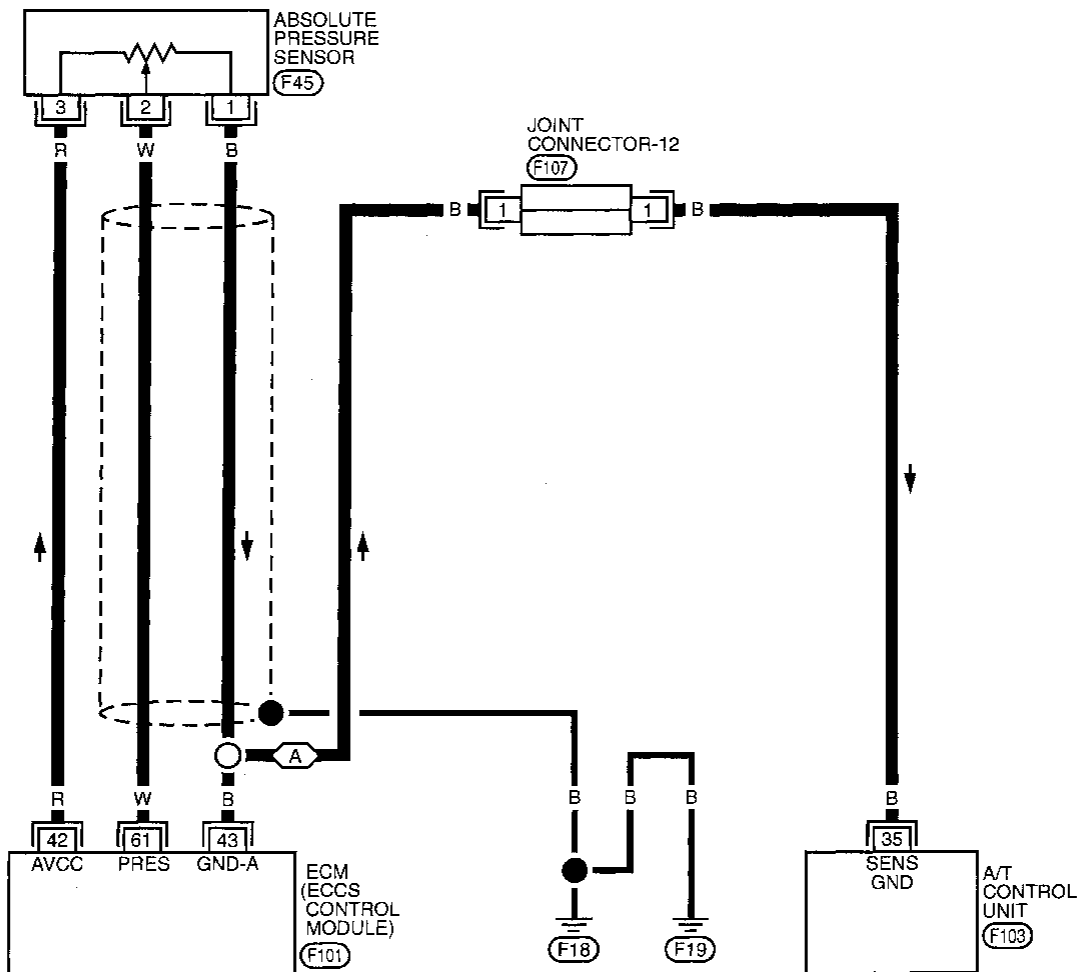 ABSOLUTE
PRESSURE
SENSOR
F45
3 2 1
R W B
JOINT
CONNECTOR-12
F107
B 1 1 B
A
R W B
B B B
B
42 61 43
AVCC PRES GND-A
ECM
(ECCS
CONTROL
MODULE)
F101
F18
F19
35
SENS
GND
A/T
CONTROL
UNIT
F103